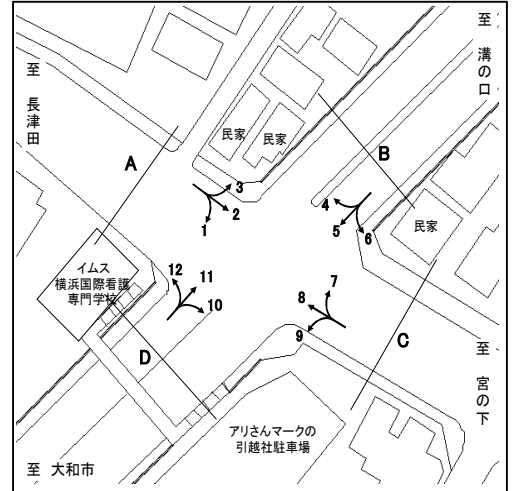 至 長津田
至 溝の口
民家
民家
A
B
3
2
1
4
5
6
民家
イムス
横浜国際看護
専門学校
12
11
10
7
8
9
C
D
至 宮の下
アリさんマークの
引越社駐車場
至 大和市